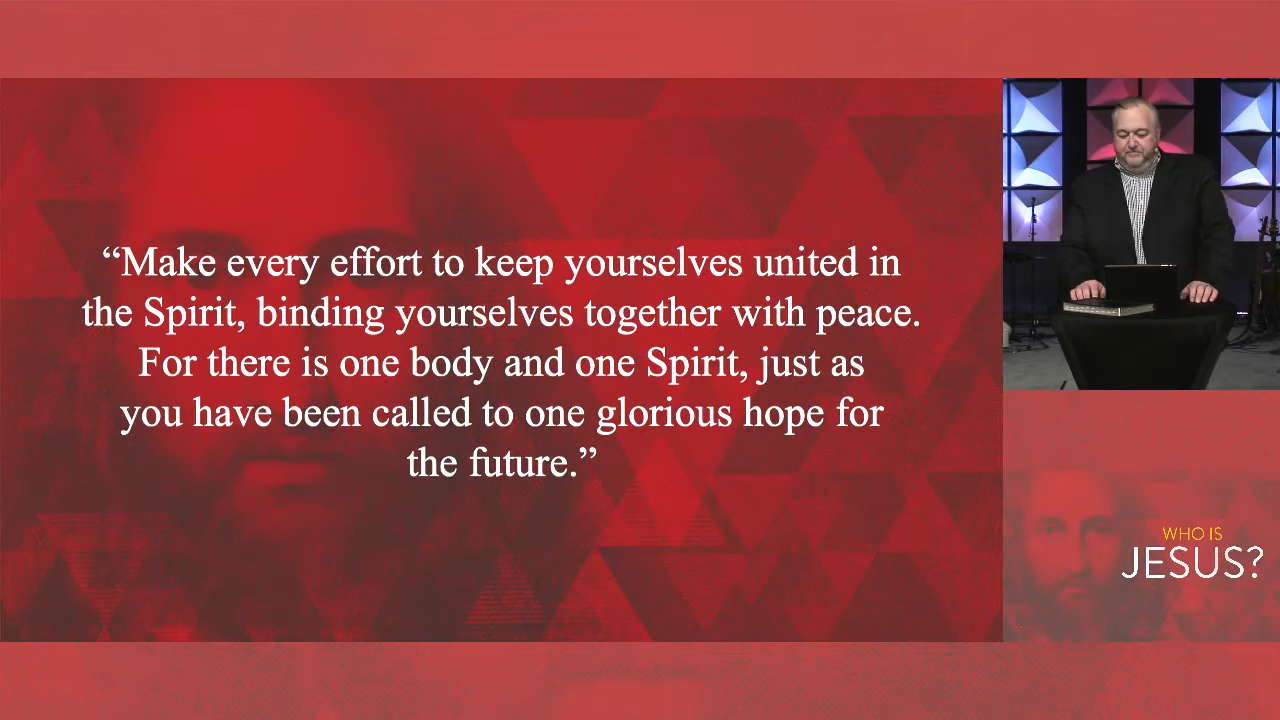 “Make every effort to keep yourselves united in
the Spirit, binding yourselves together with peace.
For there is one body and one Spirit, just as
you have been called to one glorious hope for
the future.”
WHO IS
JESUS?